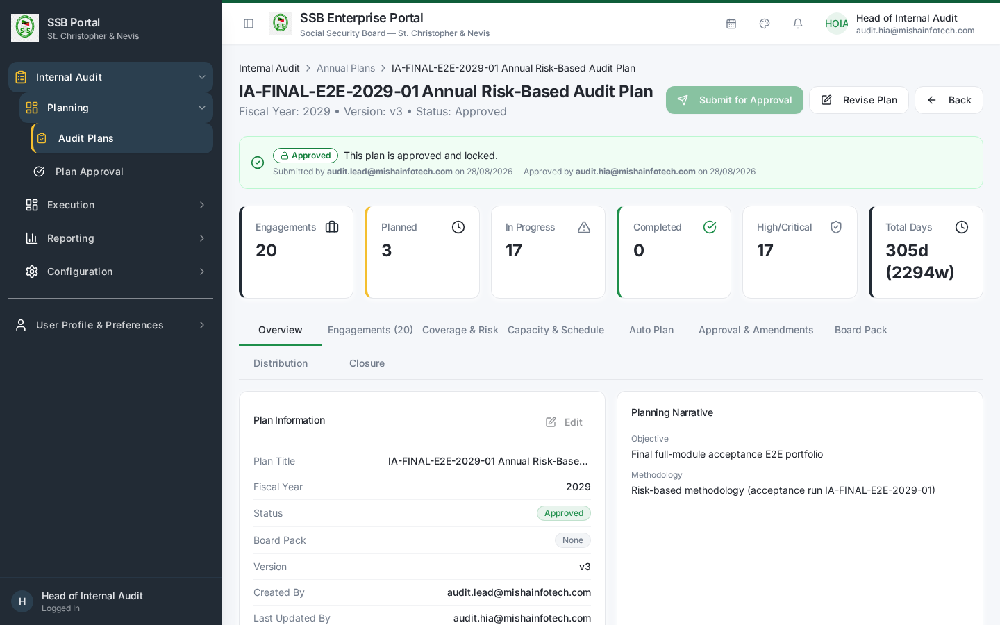 SSB Portal
St. Christopher & Nevis
Internal Audit
Planning
Audit Plans
Plan Approval
Execution
Reporting
Configuration
User Profile & Preferences
H
Head of Internal Audit
Logged In
SSB Enterprise Portal
Social Security Board — St. Christopher & Nevis
HOIA
Head of Internal Audit
audit.hia@mishainfotech.com
Internal Audit > Annual Plans > IA-FINAL-E2E-2029-01 Annual Risk-Based Audit Plan
IA-FINAL-E2E-2029-01 Annual Risk-Based Audit Plan
Fiscal Year: 2029 • Version: v3 • Status: Approved
Submit for Approval
Revise Plan
Back
Approved This plan is approved and locked.
Submitted by audit.lead@mishainfotech.com on 28/08/2026 Approved by audit.hia@mishainfotech.com on 28/08/2026
Engagements
20
Planned
3
In Progress
17
Completed
0
High/Critical
17
Total Days
305d
(2294w)
Overview
Engagements (20)
Coverage & Risk
Capacity & Schedule
Auto Plan
Approval & Amendments
Board Pack
Distribution
Closure
Plan Information
Edit
Plan Title IA-FINAL-E2E-2029-01 Annual Risk-Base...
Fiscal Year 2029
Status Approved
Board Pack None
Version v3
Created By audit.lead@mishainfotech.com
Last Updated By audit.hia@mishainfotech.com
Planning Narrative
Objective
Final full-module acceptance E2E portfolio
Methodology
Risk-based methodology (acceptance run IA-FINAL-E2E-2029-01)